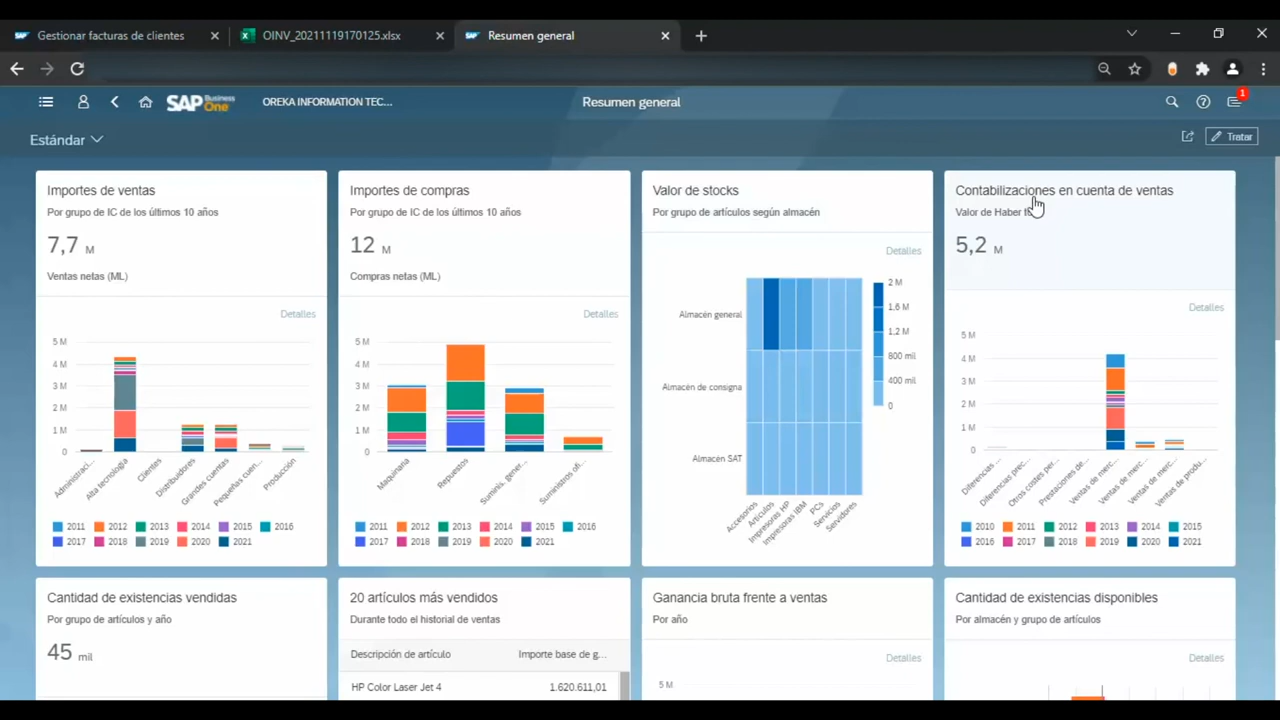 Gestionar facturas de clientes
OINV_20211119170125.xlsx
Resumen general
SAP Business One
OREKA INFORMATION TEC...
Resumen general
1
Estándar
Tratar
Importes de ventas
Por grupo de IC de los últimos 10 años
7,7 M
Ventas netas (ML)
Detalles
5 M
4 M
3 M
2 M
1 M
0
Administraci...
Alta tecnología
Clientes
Distribuidores
Grandes cuentas
Pequeñas cuen...
Producción
2011 2012 2013 2014 2015 2016
2017 2018 2019 2020 2021
Importes de compras
Por grupo de IC de los últimos 10 años
12 M
Compras netas (ML)
Detalles
5 M
4 M
3 M
2 M
1 M
0
Maquinaria
Repuestos
Suminis. gener...
Suministros ofi...
2011 2012 2013 2014 2015 2016
2017 2018 2019 2020 2021
Valor de stocks
Por grupo de artículos según almacén
Detalles
Almacén general
Almacén de consigna
Almacén SAT
Accesorios
Artículos
Impresoras HP
Impresoras IBM
PCs
Servicios
Servidores
2 M
1,6 M
1,2 M
800 mil
400 mil
0
Contabilizaciones en cuenta de ventas
Valor de Haber
5,2 M
Detalles
5 M
4 M
3 M
2 M
1 M
0
Diferencias ...
Diferencias prec...
Otros costes per...
Prestaciones de...
Ventas de merc...
Ventas de merc...
Ventas de merc...
Ventas de produ...
2010 2011 2012 2013 2014 2015
2016 2017 2018 2019 2020 2021
Cantidad de existencias vendidas
Por grupo de artículos y año
45 mil
20 artículos más vendidos
Durante todo el historial de ventas
Descripción de artículo Importe base de g...
HP Color Laser Jet 4 1.620.611,01
Ganancia bruta frente a ventas
Por año
Detalles
5 M
Cantidad de existencias disponibles
Por almacén y grupo de artículos
Detalles